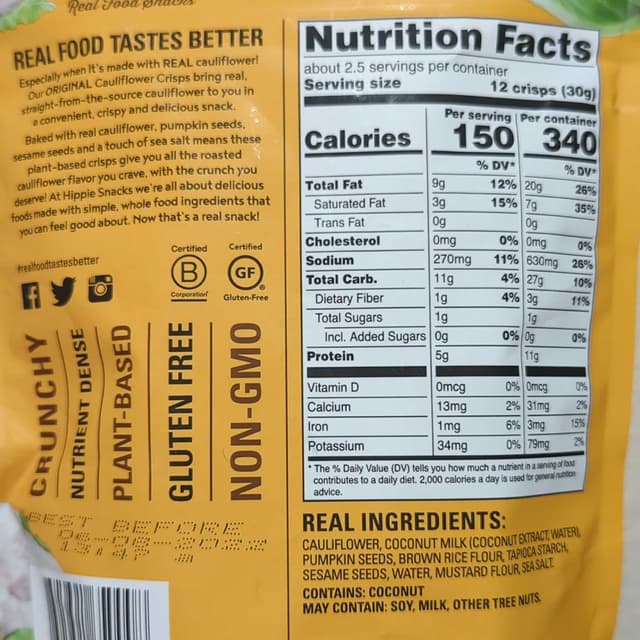 Real Food Snacks
REAL FOOD TASTES BETTER
Especially when It's made with REAL cauliflower!
Our ORIGINAL Cauliflower Crisps bring real,
straight-from-the-source cauliflower to you in
a convenient, crispy and delicious snack.
Baked with real cauliflower, pumpkin seeds,
sesame seeds and a touch of sea salt means these
plant-based crisps give you all the roasted
cauliflower flavor you crave, with the crunch you
deserve! At Hippie Snacks we're all about delicious
foods made with simple, whole food ingredients that
you can feel good about. Now that's a real snack!
#realfoodtastesbetter
Certified
B
Corporation
Certified
GF
Gluten-Free
CRUNCHY
NUTRIENT DENSE
PLANT-BASED
GLUTEN FREE
NON-GMO
BEST BEFORE
Nutrition Facts
about 2.5 servings per container
Serving size 12 crisps (30g)
Per serving Per container
Calories 150 340
% DV* % DV*
Total Fat 9g 12% 20g 26%
Saturated Fat 3g 15% 7g 35%
Trans Fat 0g 0g
Cholesterol 0mg 0% 0mg 0%
Sodium 270mg 11% 630mg 26%
Total Carb. 11g 4% 27g 10%
Dietary Fiber 1g 4% 3g 11%
Total Sugars 1g 1g
Incl. Added Sugars 0g 0% 0g 0%
Protein 5g 11g
Vitamin D 0mcg 0% 0mcg 0%
Calcium 13mg 2% 31mg 2%
Iron 1mg 6% 3mg 15%
Potassium 34mg 0% 79mg 2%
* The % Daily Value (DV) tells you how much a nutrient in a serving of food
contributes to a daily diet. 2,000 calories a day is used for general nutrition
advice.
REAL INGREDIENTS:
CAULIFLOWER, COCONUT MILK (COCONUT EXTRACT, WATER),
PUMPKIN SEEDS, BROWN RICE FLOUR, TAPIOCA STARCH,
SESAME SEEDS, WATER, MUSTARD FLOUR, SEA SALT.
CONTAINS: COCONUT
MAY CONTAIN: SOY, MILK, OTHER TREE NUTS.